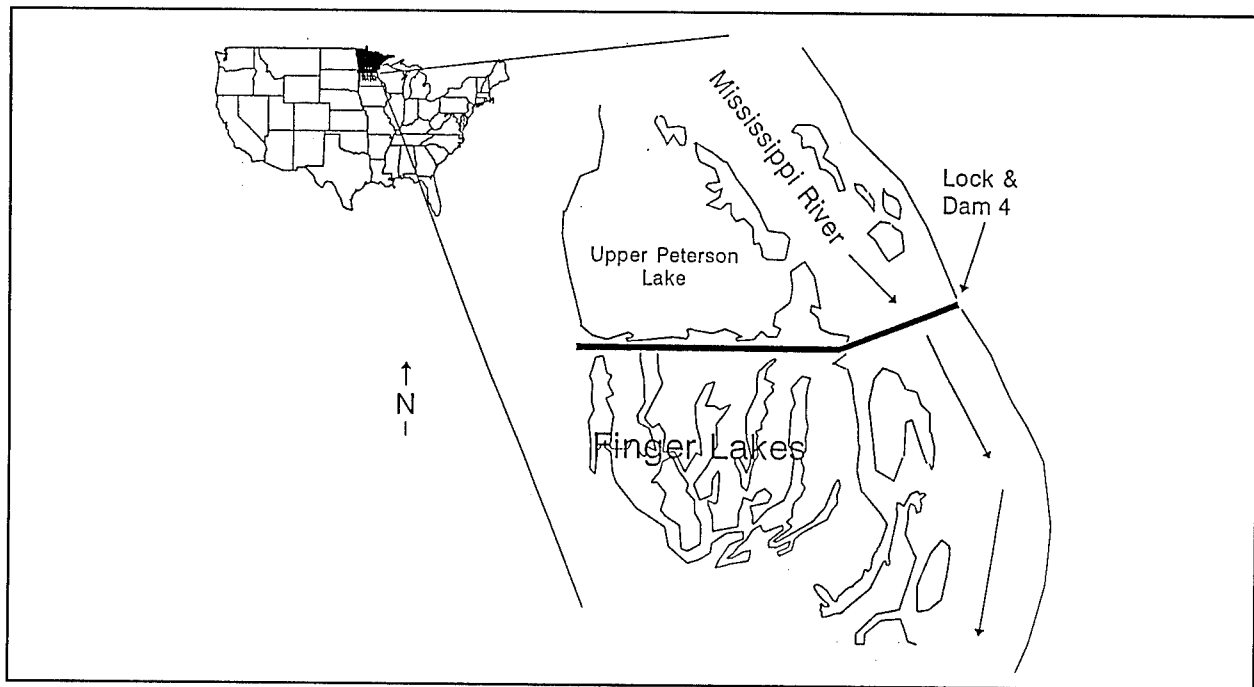 Mississippi River
Lock &
Dam 4
Upper Peterson
Lake
N
Finger Lakes